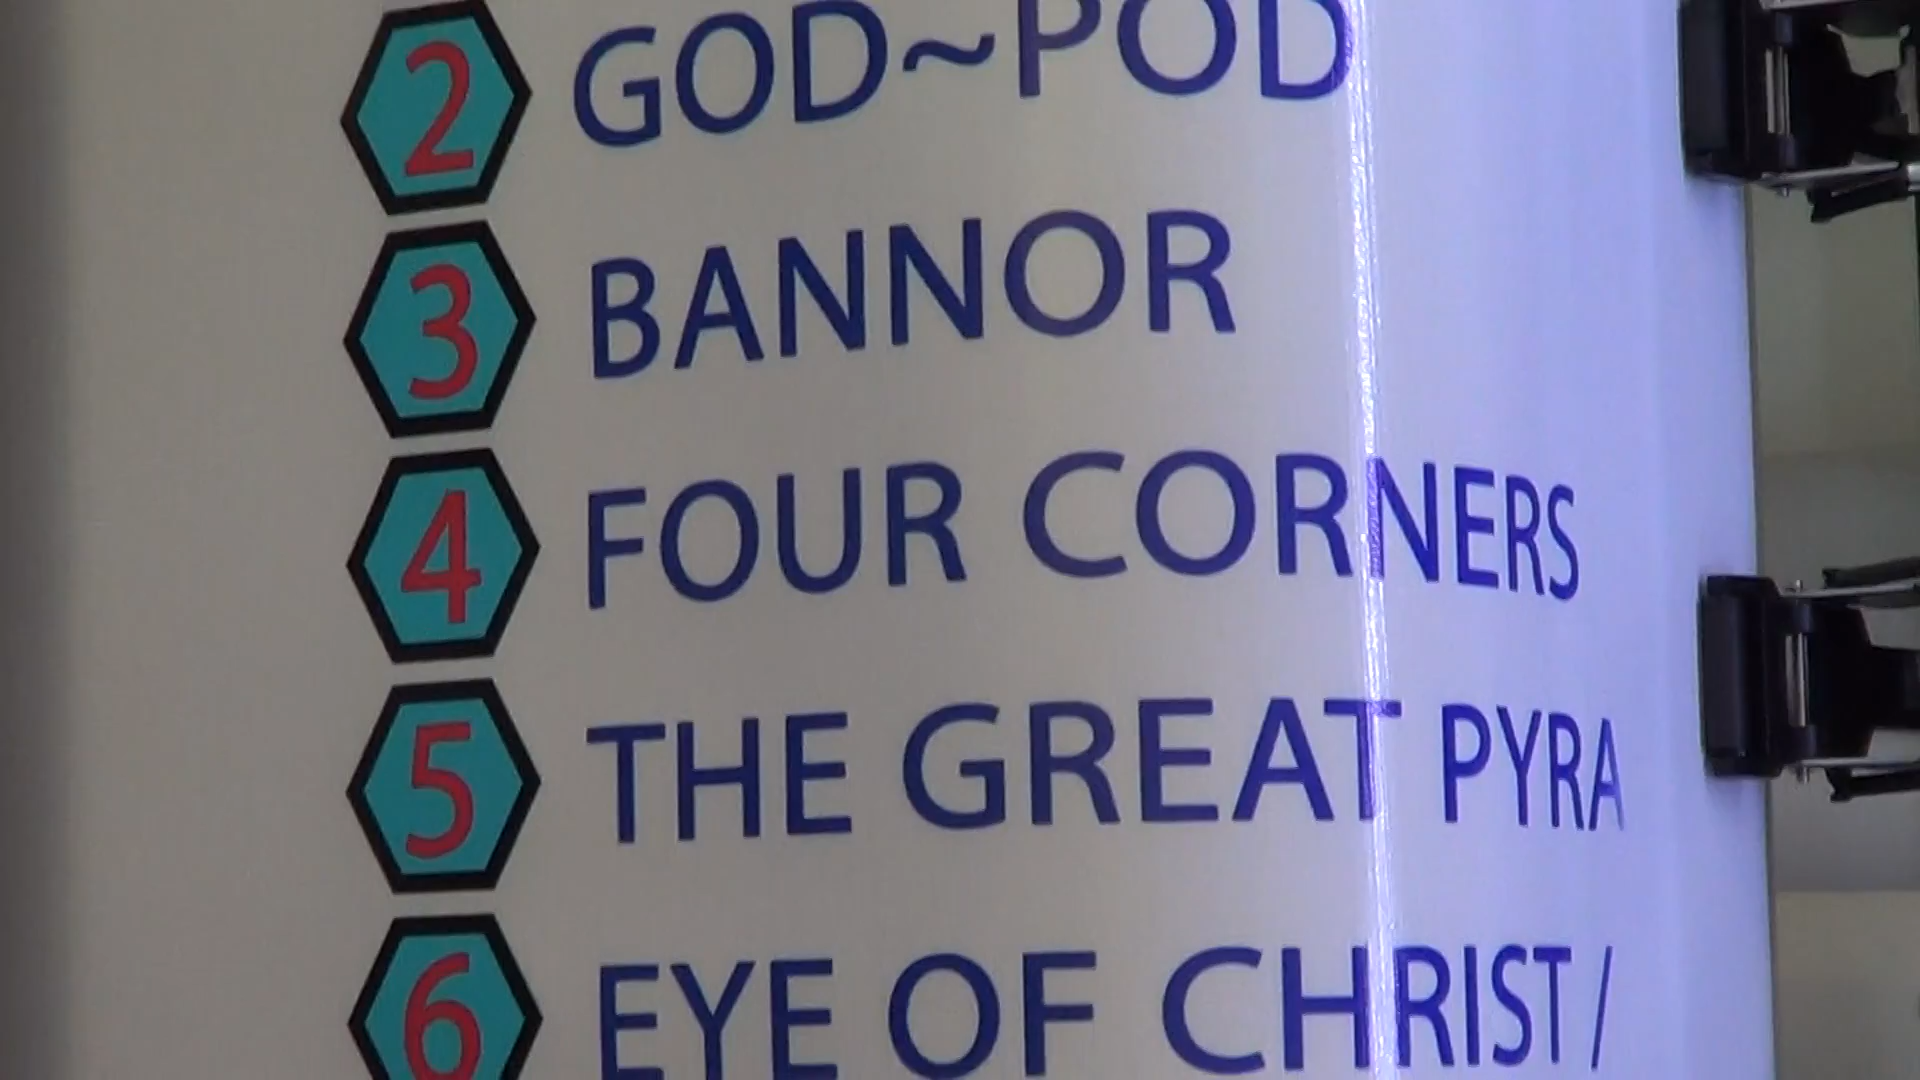 2 GOD~POD
3 BANNOR
4 FOUR CORNERS
5 THE GREAT PYRA
6 EYE OF CHRIST /